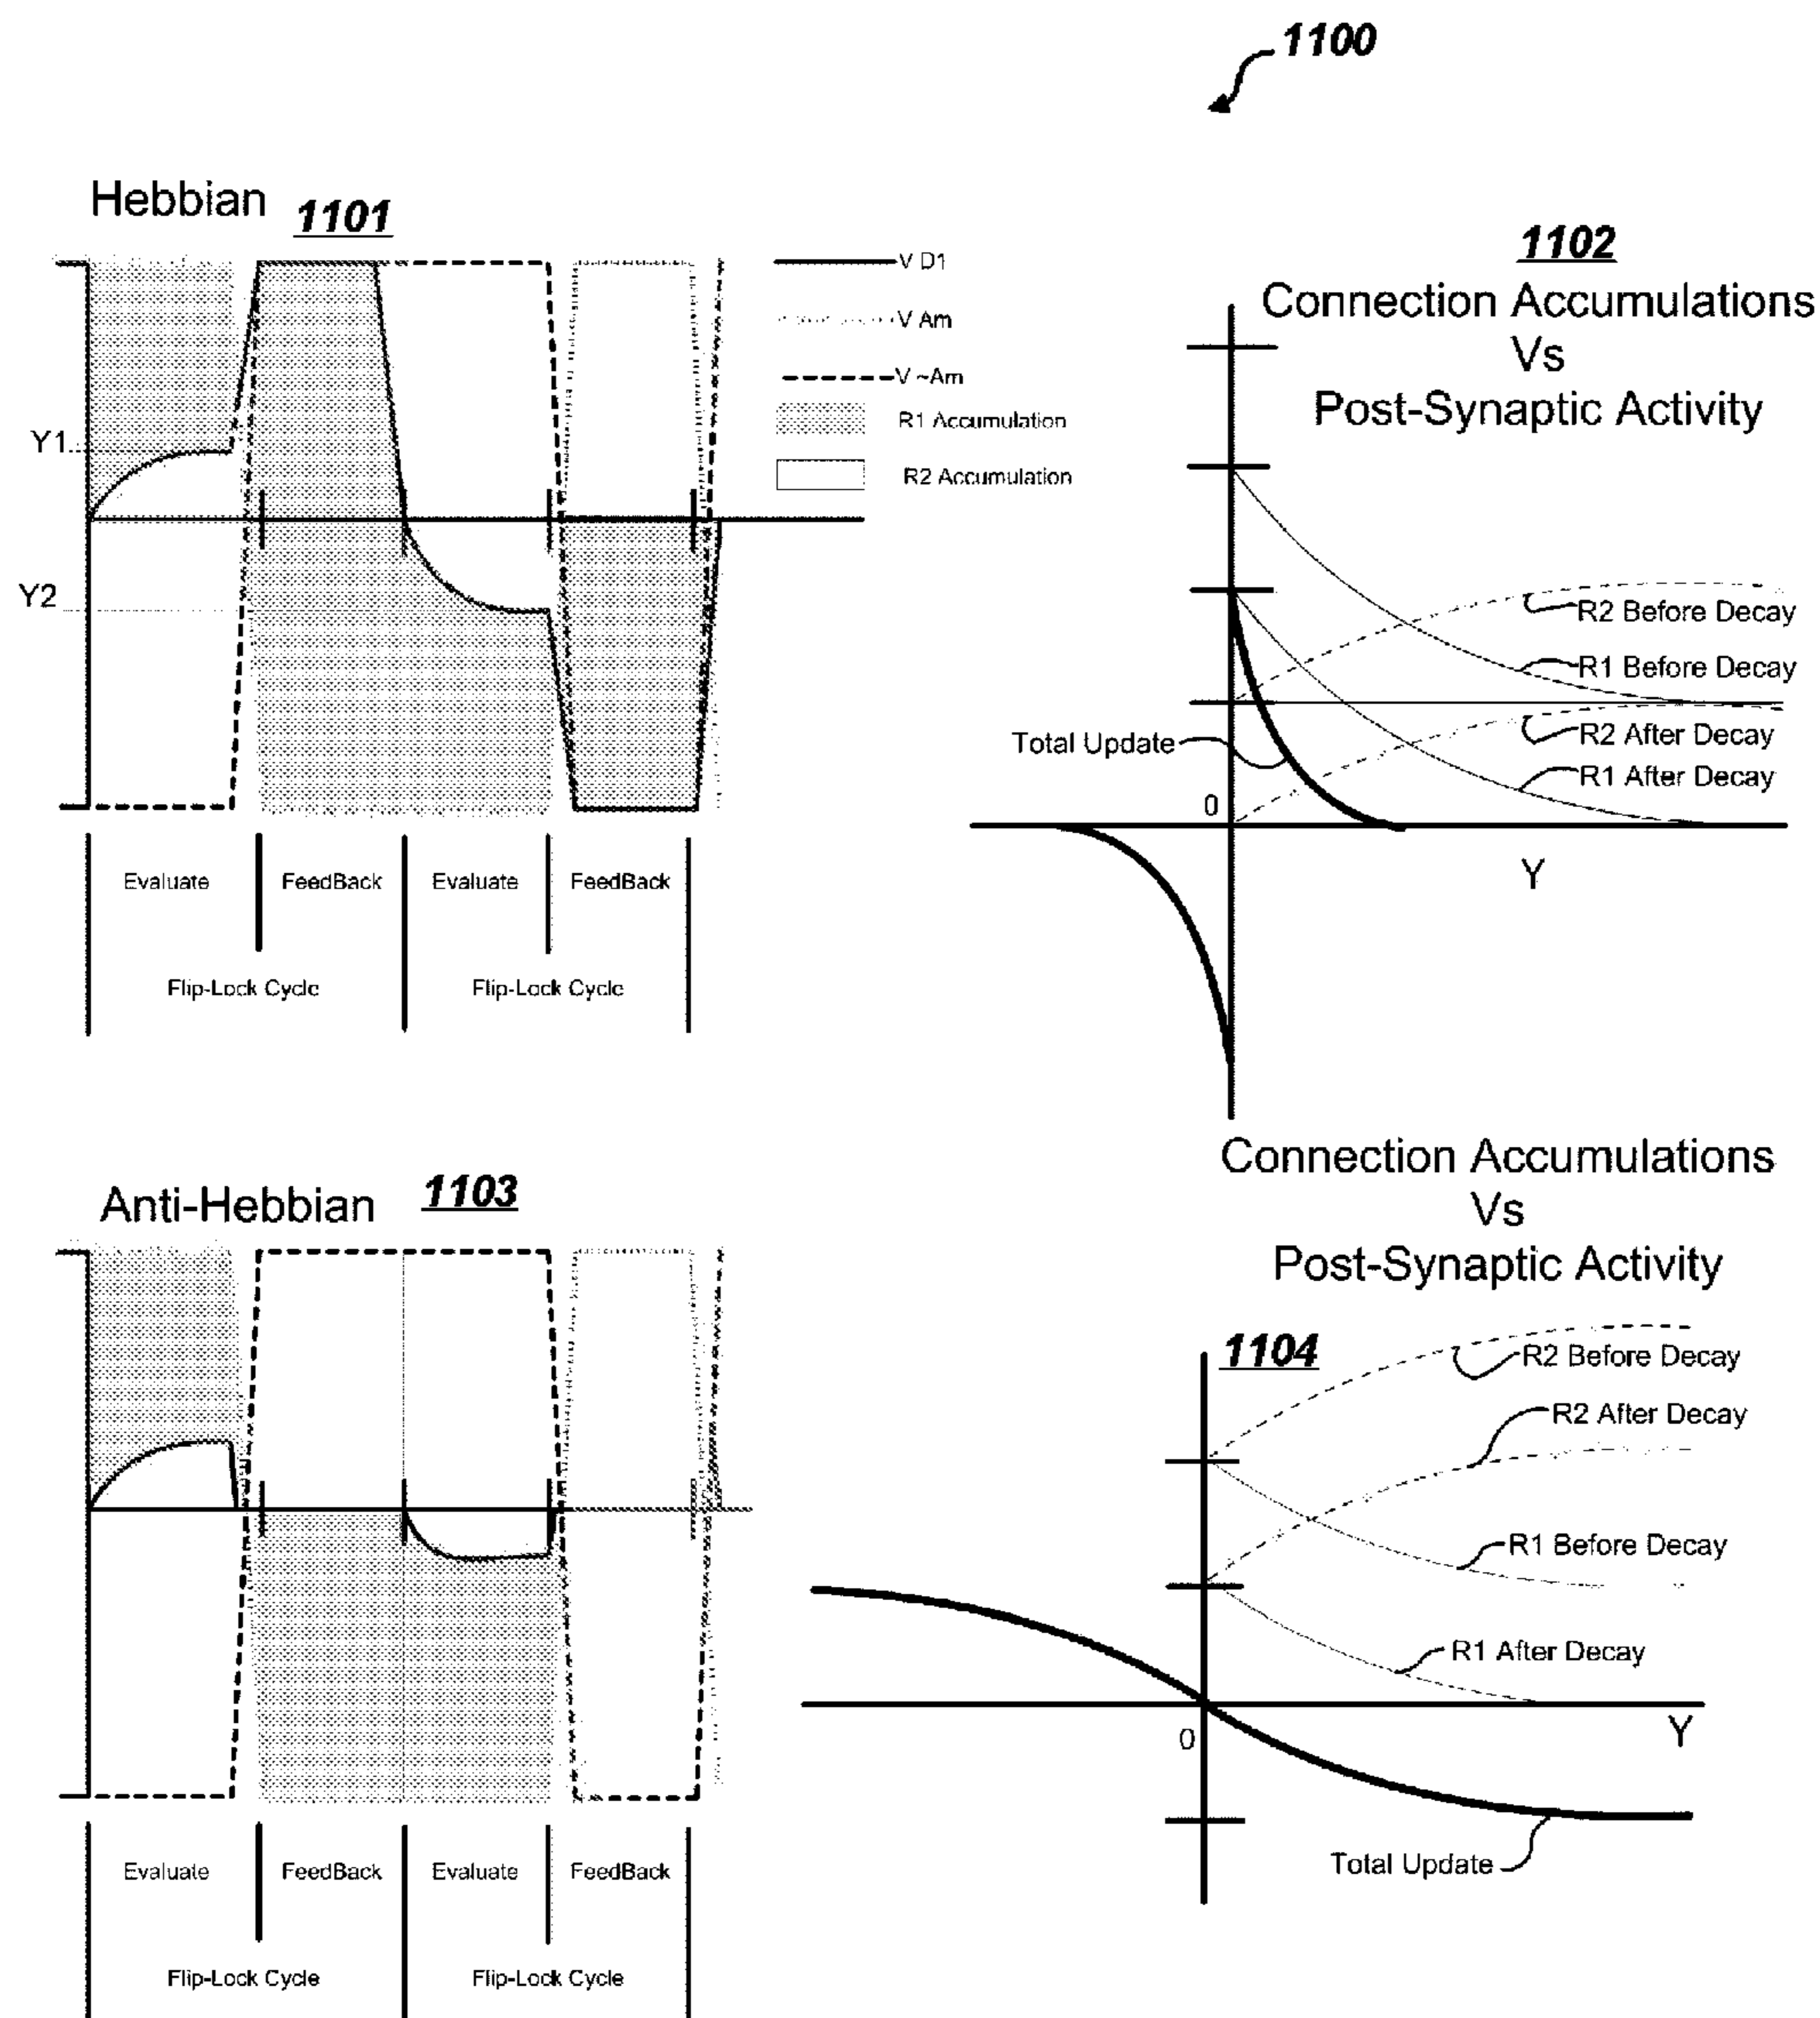 1100
Hebbian 1101
V D1
V Am
V ~Am
R1 Accumulation
R2 Accumulation
Y1
Y2
Evaluate FeedBack Evaluate FeedBack
Flip-Lock Cycle Flip-Lock Cycle
1102
Connection Accumulations
Vs
Post-Synaptic Activity
R2 Before Decay
R1 Before Decay
Total Update
R2 After Decay
R1 After Decay
0
Y
Anti-Hebbian 1103
Evaluate FeedBack Evaluate FeedBack
Flip-Lock Cycle Flip-Lock Cycle
Connection Accumulations
Vs
Post-Synaptic Activity
1104
R2 Before Decay
R2 After Decay
R1 Before Decay
R1 After Decay
0
Y
Total Update